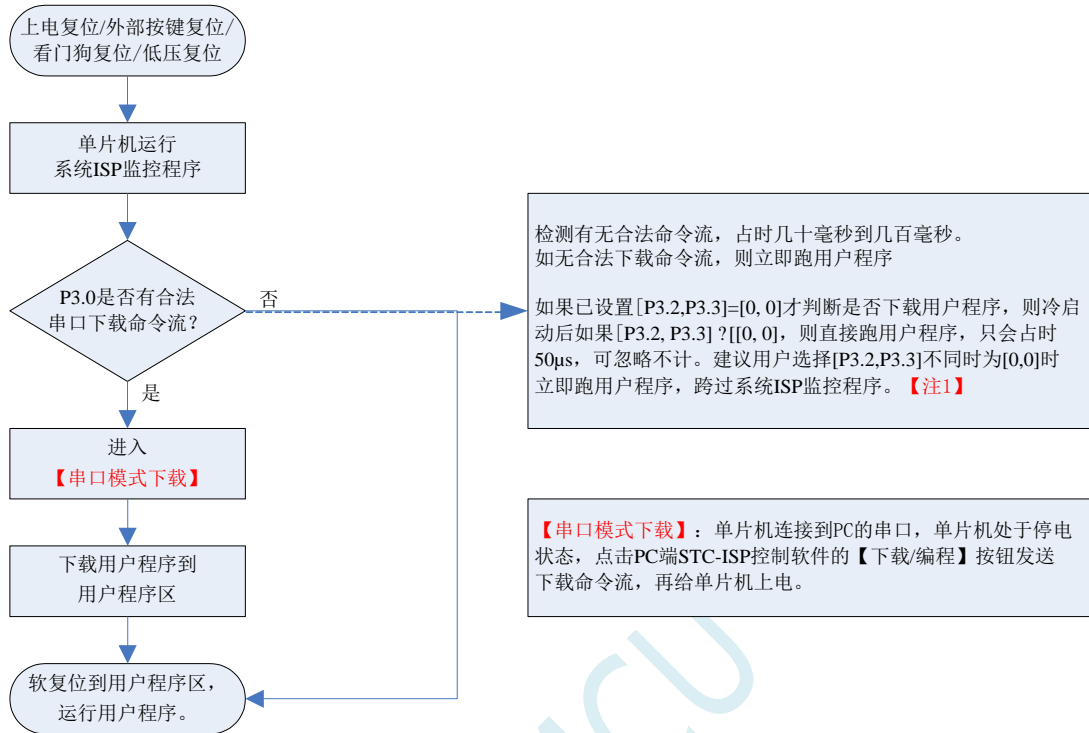 上电复位/外部按键复位/
看门狗复位/低压复位
单片机运行
系统ISP监控程序
P3.0是否有合法
串口下载命令流？
否
是
进入
【串口模式下载】
下载用户程序到
用户程序区
软复位到用户程序区，
运行用户程序。
检测有无合法命令流，占时几十毫秒到几百毫秒。
如无合法下载命令流，则立即跑用户程序
如果已设置[P3.2,P3.3]=[0, 0]才判断是否下载用户程序，则冷启
动后如果[P3.2, P3.3] ?[[0, 0]，则直接跑用户程序，只会占时
50μs，可忽略不计。建议用户选择[P3.2,P3.3]不同时为[0,0]时
立即跑用户程序，跨过系统ISP监控程序。【注1】
【串口模式下载】：单片机连接到PC的串口，单片机处于停电
状态，点击PC端STC-ISP控制软件的【下载/编程】按钮发送
下载命令流，再给单片机上电。
MCU